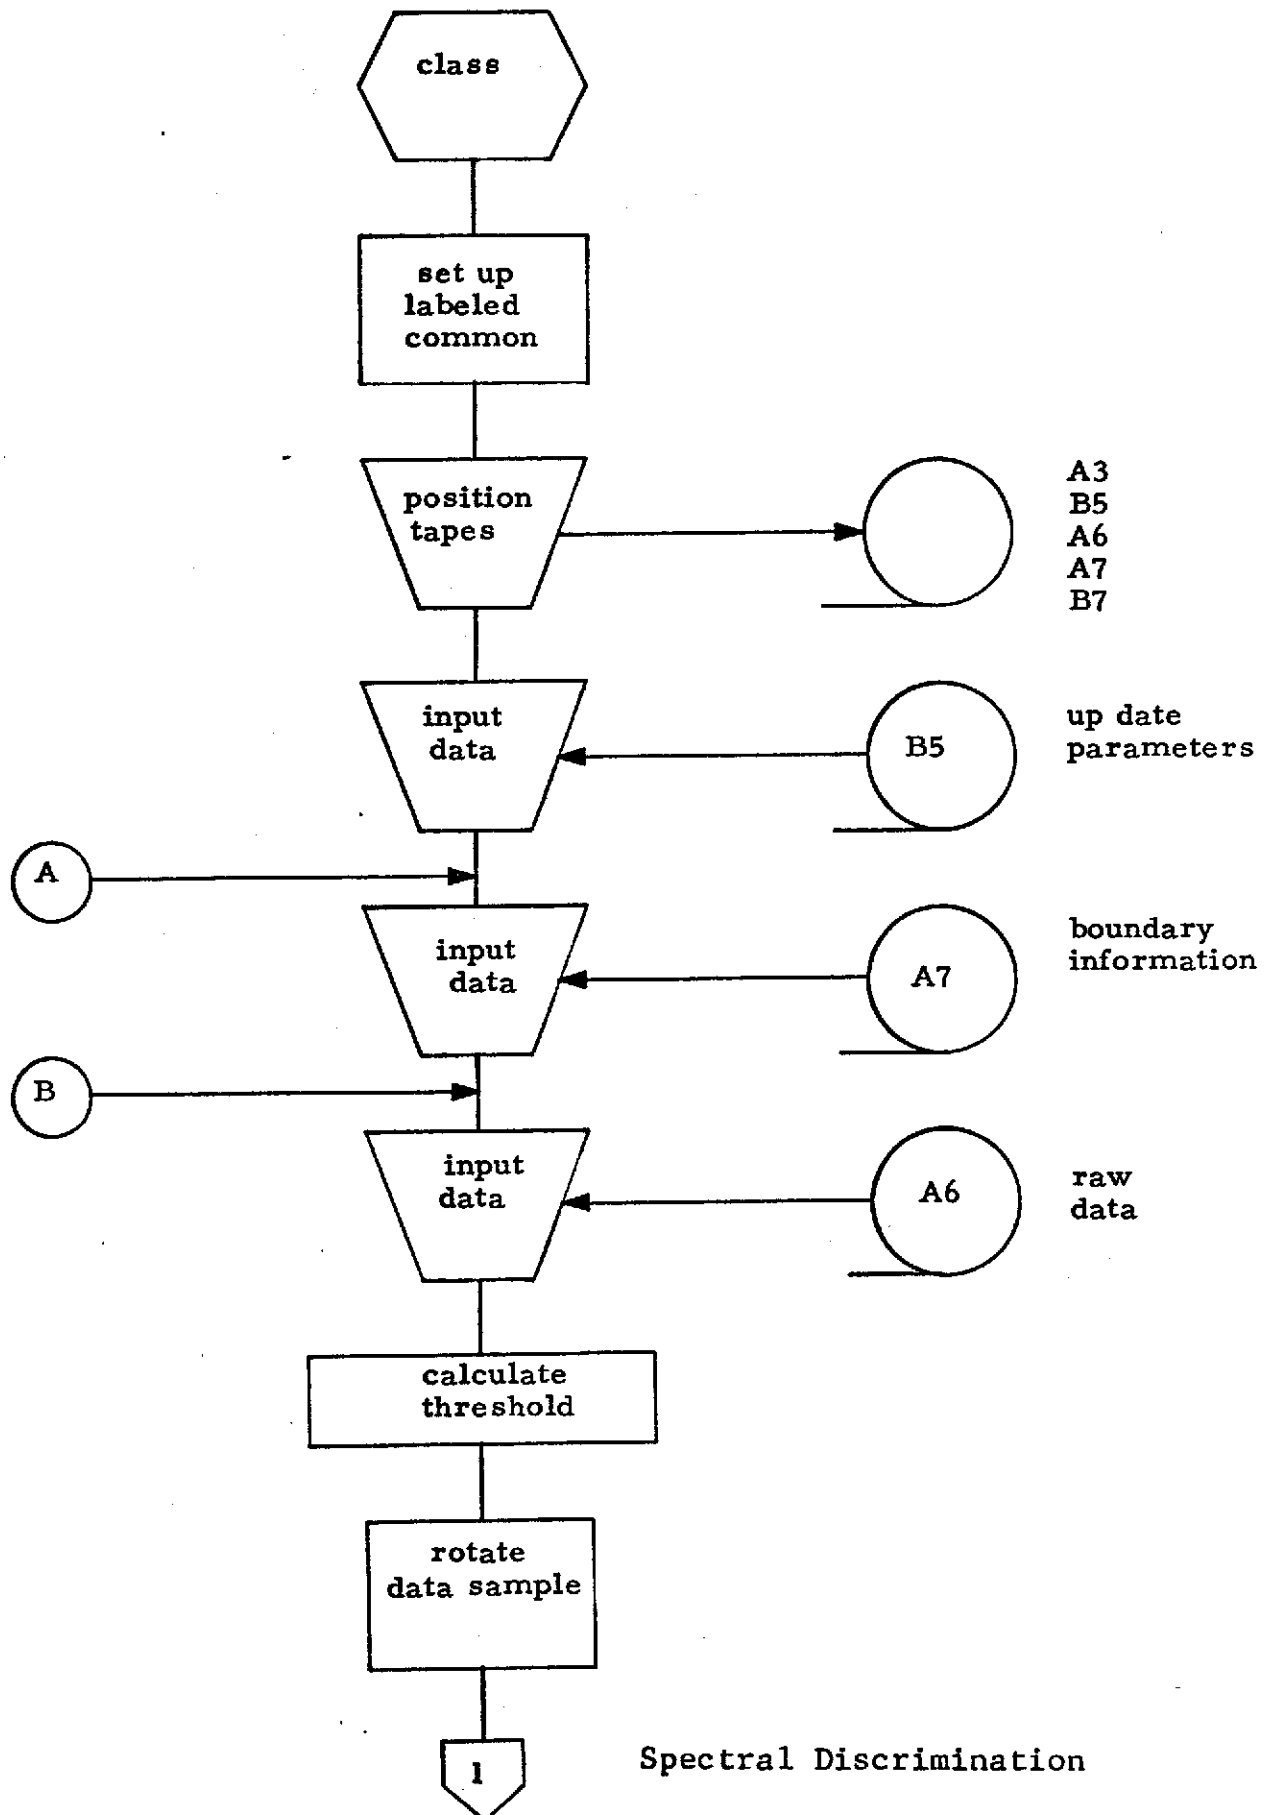 class
set up
labeled
common
position
tapes
A3
B5
A6
A7
B7
input
data
B5
up date
parameters
A
input
data
A7
boundary
information
B
input
data
A6
raw
data
calculate
threshold
rotate
data sample
1
Spectral Discrimination